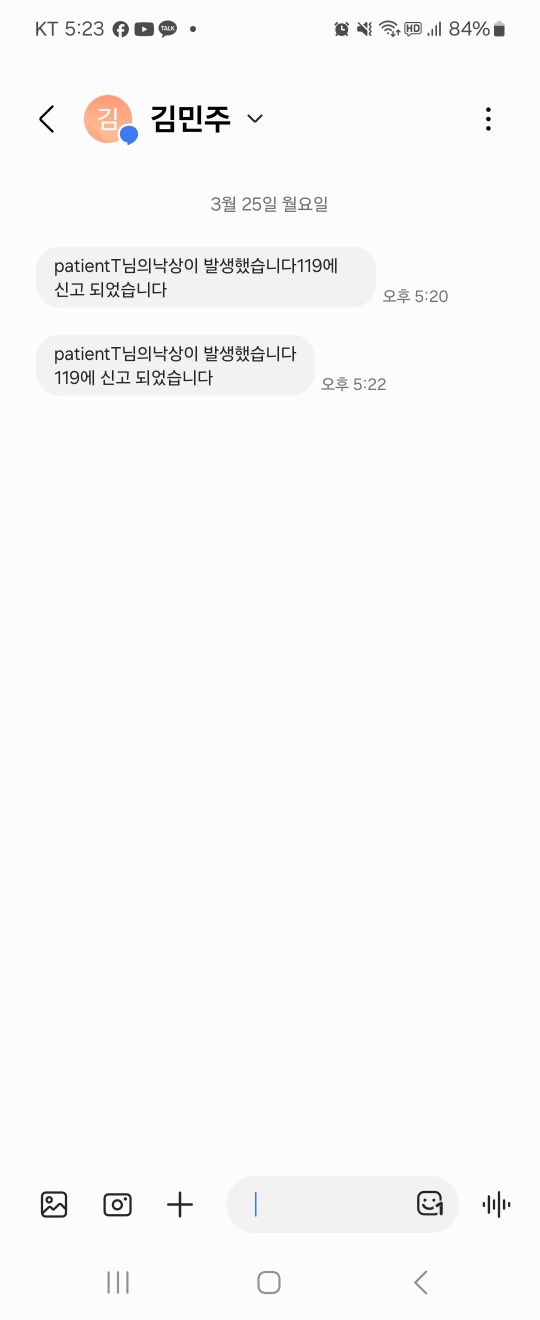 KT 5:23 TALK HD 84%
김 김민주
3월 25일 월요일
patientT님의낙상이 발생했습니다119에
신고 되었습니다
오후 5:20
patientT님의낙상이 발생했습니다
119에 신고 되었습니다
오후 5:22